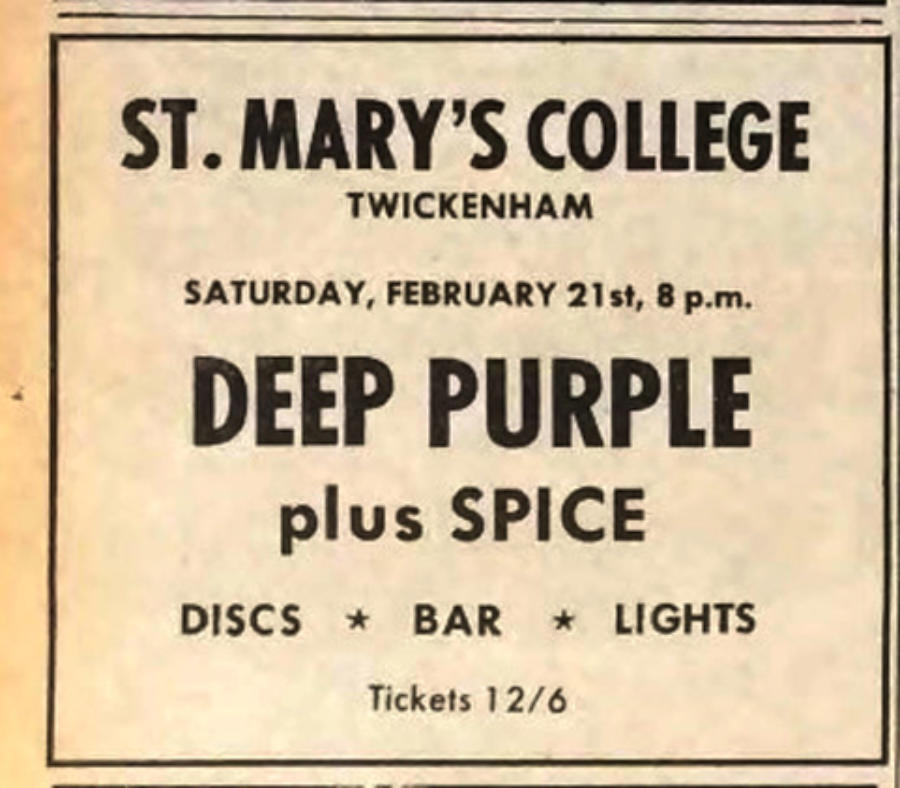 ST. MARY'S COLLEGE
TWICKENHAM
SATURDAY, FEBRUARY 21st, 8 p.m.
DEEP PURPLE
plus SPICE
DISCS ★ BAR ★ LIGHTS
Tickets 12/6